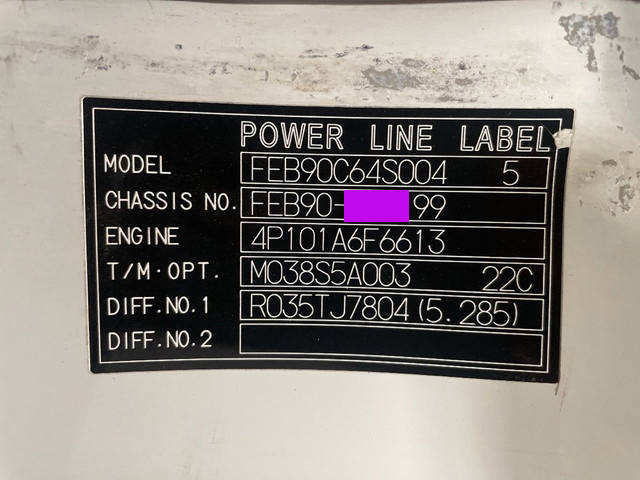 POWER LINE LABEL
MODEL FEB90C64S004 5
CHASSIS NO. FEB90- 99
ENGINE 4P101A6F6613
T/M·OPT. M038S5A003 22C
DIFF.NO.1 R035TJ7804(5.285)
DIFF.NO.2